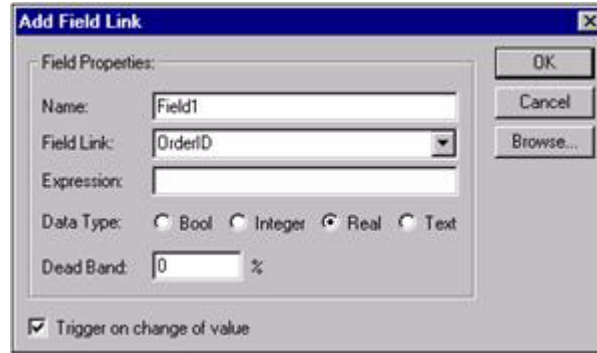 Add Field Link
Field Properties:
OK
Name: Field1
Cancel
Field Link: OrderID
Browse...
Expression:
Data Type: Bool Integer Real Text
Dead Band: 0 %
Trigger on change of value